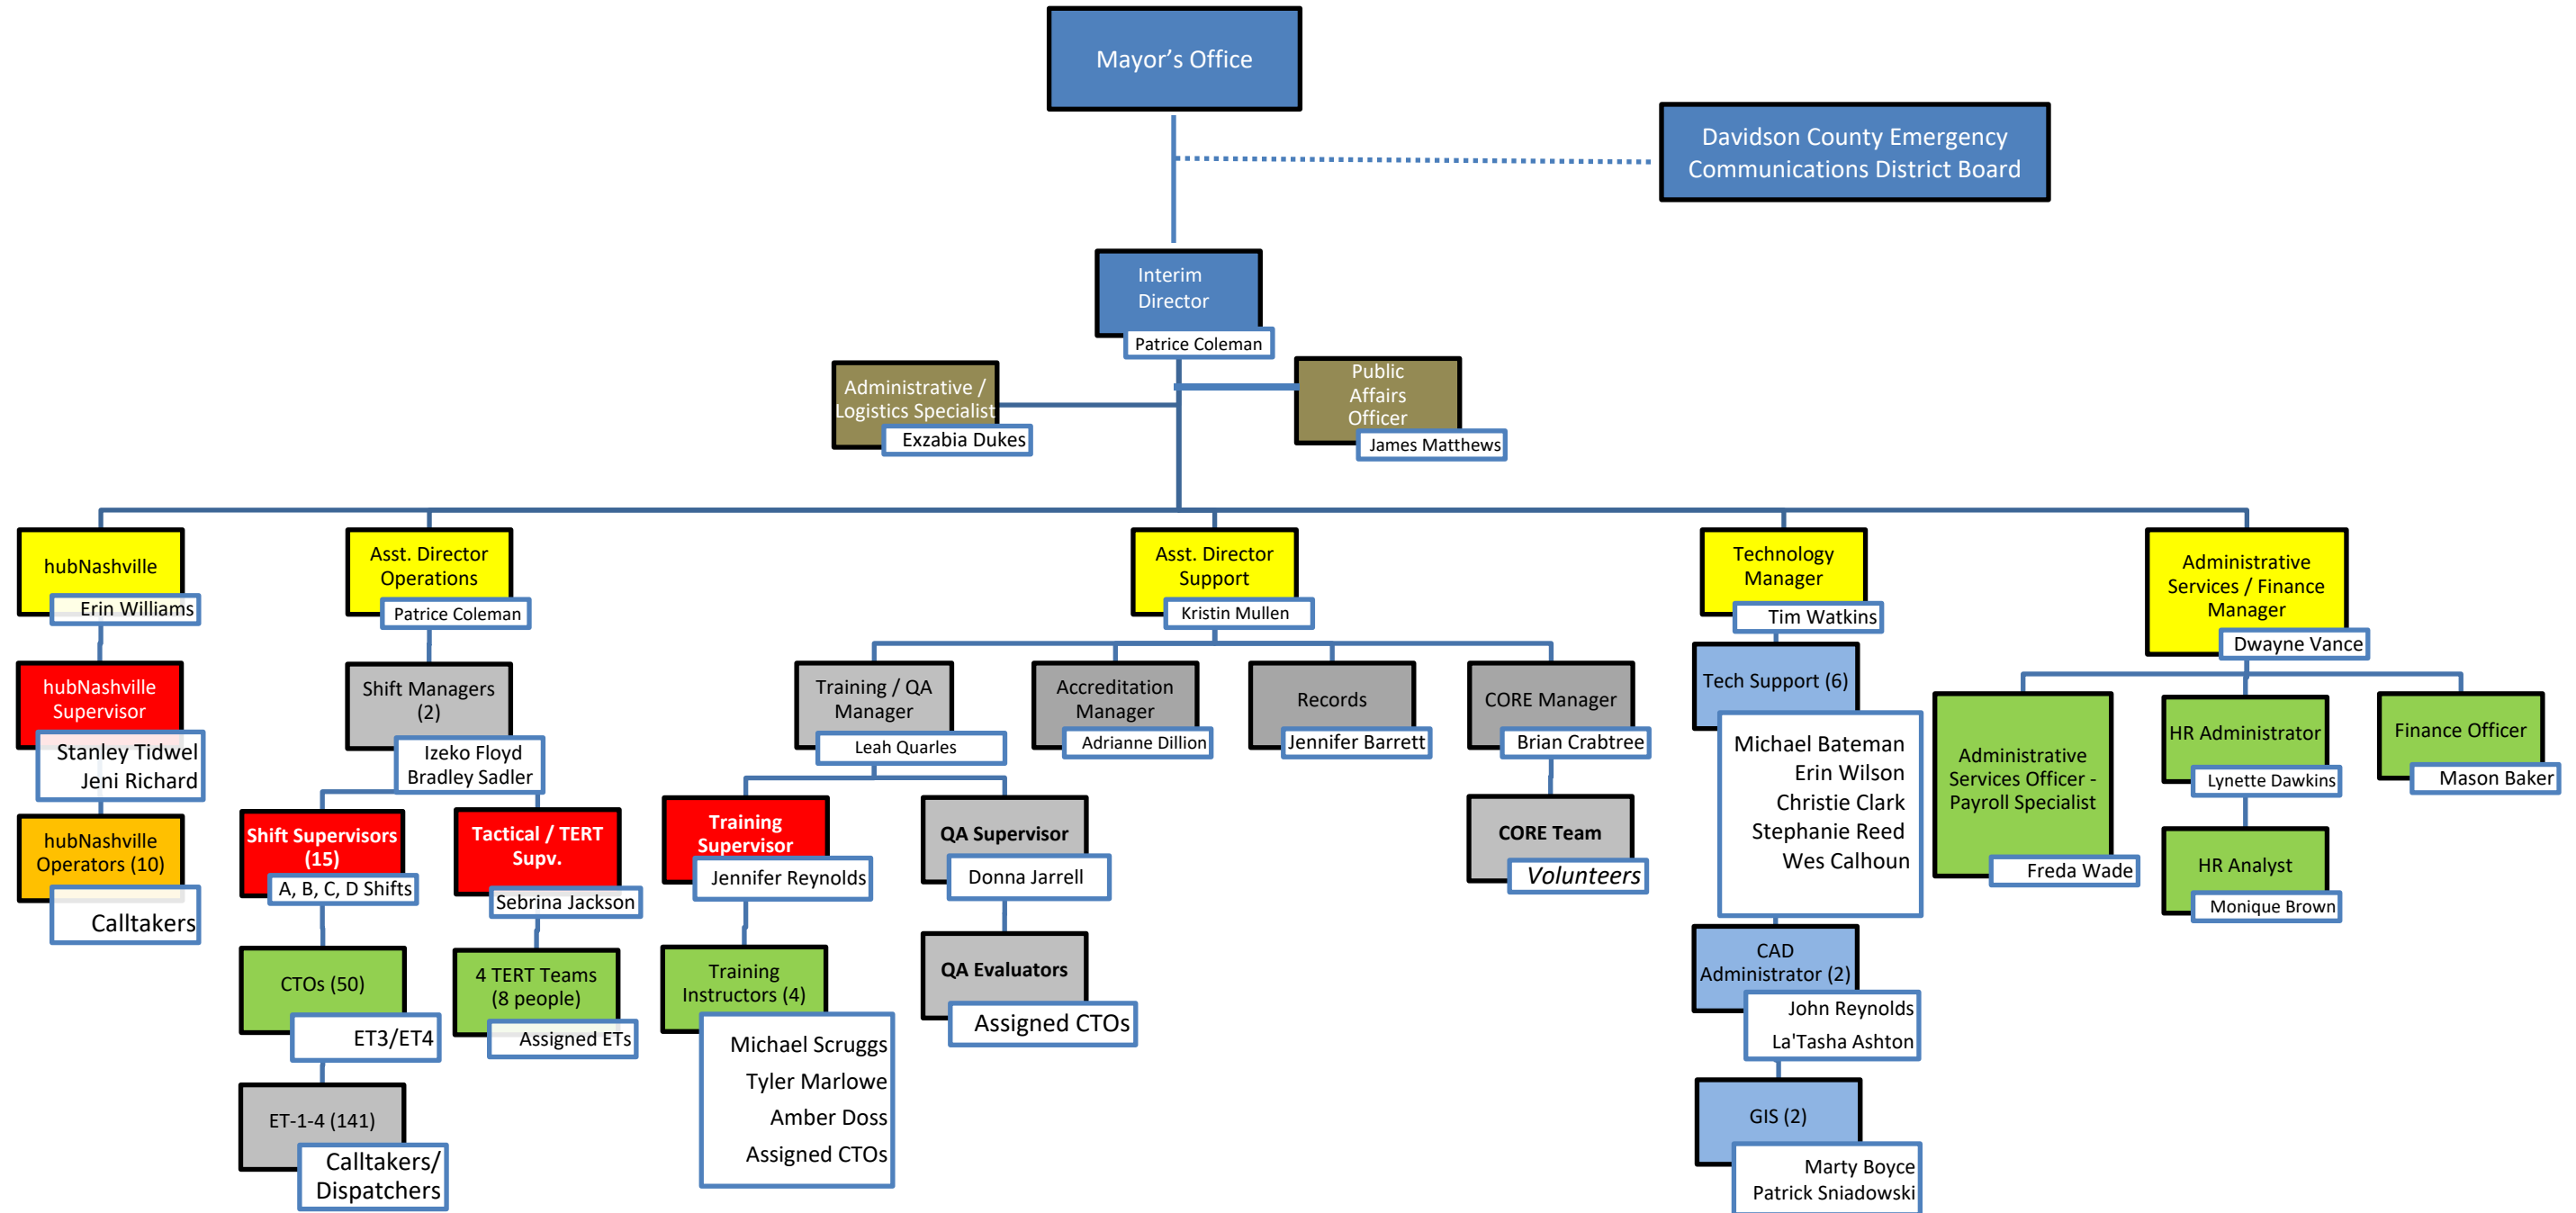 Mayor's Office
Davidson County Emergency
Communications District Board
Interim
Director
Patrice Coleman
Administrative /
Logistics Specialist
Exzabia Dukes
Public
Affairs
Officer
James Matthews
hubNashville
Erin Williams
hubNashville
Supervisor
Stanley Tidwel
Jeni Richard
hubNashville
Operators (10)
Calltakers
Asst. Director
Operations
Patrice Coleman
Shift Managers
(2)
Izeko Floyd
Bradley Sadler
Shift Supervisors
(15)
A, B, C, D Shifts
CTOs (50)
ET3/ET4
ET-1-4 (141)
Calltakers/
Dispatchers
Tactical / TERT
Supv.
Sebrina Jackson
4 TERT Teams
(8 people)
Assigned ETs
Asst. Director
Support
Kristin Mullen
Training / QA
Manager
Leah Quarles
Training
Supervisor
Jennifer Reynolds
Training
Instructors (4)
Michael Scruggs
Tyler Marlowe
Amber Doss
Assigned CTOs
QA Supervisor
Donna Jarrell
QA Evaluators
Assigned CTOs
Accreditation
Manager
Adrianne Dillion
Records
Jennifer Barrett
CORE Manager
Brian Crabtree
CORE Team
Volunteers
Technology
Manager
Tim Watkins
Tech Support (6)
Michael Bateman
Erin Wilson
Christie Clark
Stephanie Reed
Wes Calhoun
CAD
Administrator (2)
John Reynolds
La'Tasha Ashton
GIS (2)
Marty Boyce
Patrick Sniadowski
Administrative
Services / Finance
Manager
Dwayne Vance
Administrative
Services Officer -
Payroll Specialist
Freda Wade
HR Administrator
Lynette Dawkins
HR Analyst
Monique Brown
Finance Officer
Mason Baker